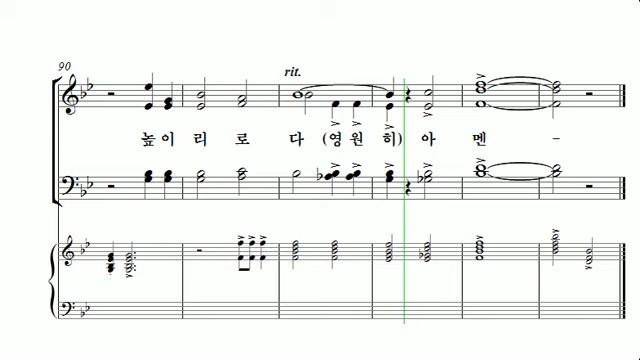 90
rit.
높이 리 로 다 (영 원 히) 아 멘 -